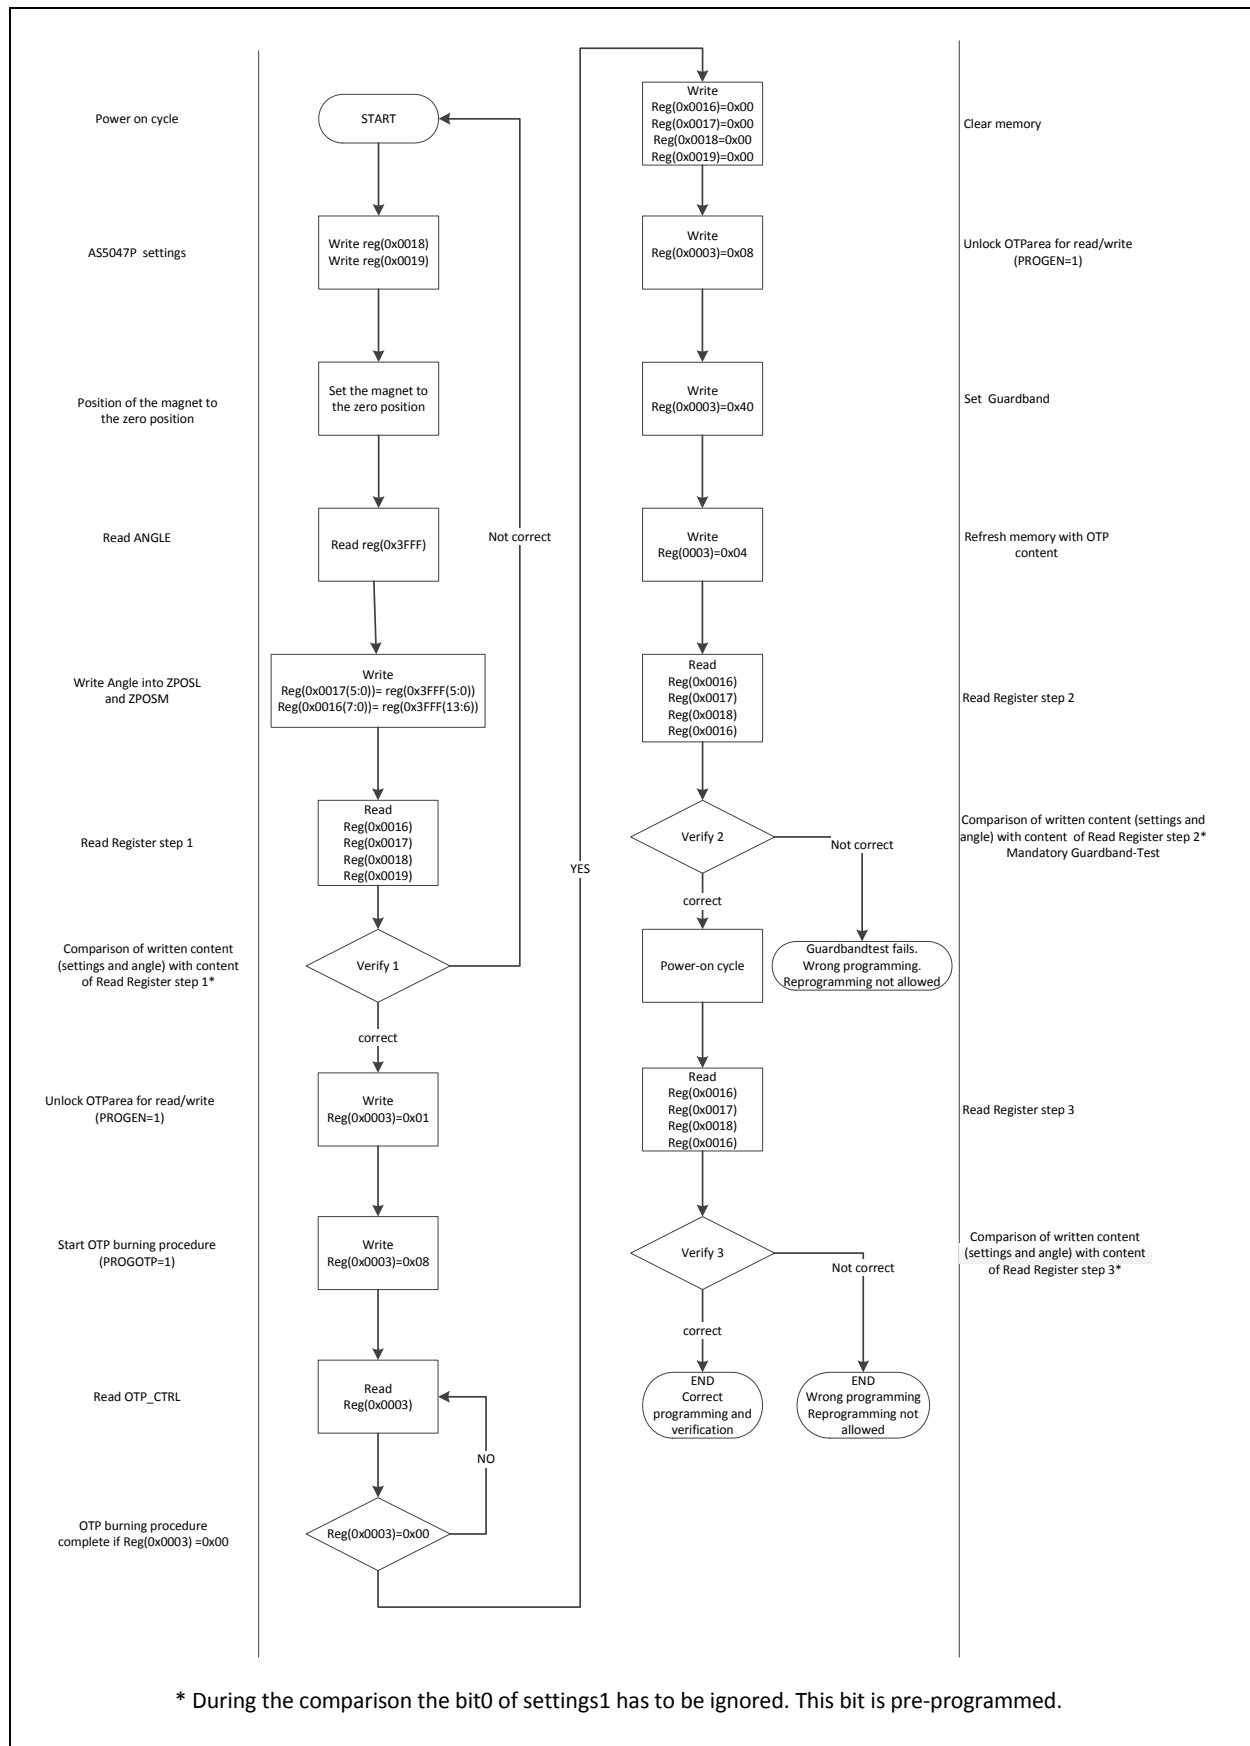 Power on cycle
START
AS5047P  settings
Write reg(0x0018)
Write reg(0x0019)
Position of the magnet to
the zero position
Set the magnet to
the zero position
Read ANGLE
Read reg(0x3FFF)
Not correct
Write Angle into ZPOSL
and ZPOSM
Write
Reg(0x0017(5:0))= reg(0x3FFF(5:0))
Reg(0x0016(7:0))= reg(0x3FFF(13:6))
Read Register step 1
Read
Reg(0x0016)
Reg(0x0017)
Reg(0x0018)
Reg(0x0019)
Comparison of written content
(settings and angle) with content
of Read Register step 1*
Verify 1
correct
Unlock OTParea for read/write
(PROGEN=1)
Write
Reg(0x0003)=0x01
Start OTP burning procedure
(PROGOTP=1)
Write
Reg(0x0003)=0x08
Read OTP_CTRL
Read
Reg(0x0003)
NO
OTP burning procedure
complete if Reg(0x0003) =0x00
Reg(0x0003)=0x00
YES
Write
Reg(0x0016)=0x00
Reg(0x0017)=0x00
Reg(0x0018=0x00
Reg(0x0019)=0x00
Clear memory
Write
Reg(0x0003)=0x08
Unlock OTParea for read/write
(PROGEN=1)
Write
Reg(0x0003)=0x40
Set  Guardband
Write
Reg(0003)=0x04
Refresh memory with OTP
content
Read
Reg(0x0016)
Reg(0x0017)
Reg(0x0018)
Reg(0x0016)
Read Register step 2
Verify 2
Not correct
Comparison of written content (settings and
angle) with content  of Read Register step 2*
Mandatory Guardband-Test
correct
Power-on cycle
Guardbandtest fails.
Wrong programming.
Reprogramming not allowed
Read
Reg(0x0016)
Reg(0x0017)
Reg(0x0018)
Reg(0x0016)
Read Register step 3
Verify 3
Not correct
Comparison of written content
(settings and angle) with content
of Read Register step 3*
correct
END
Correct
programming and
verification
END
Wrong programming
Reprogramming not
allowed
* During the comparison the bit0 of settings1 has to be ignored. This bit is pre-programmed.